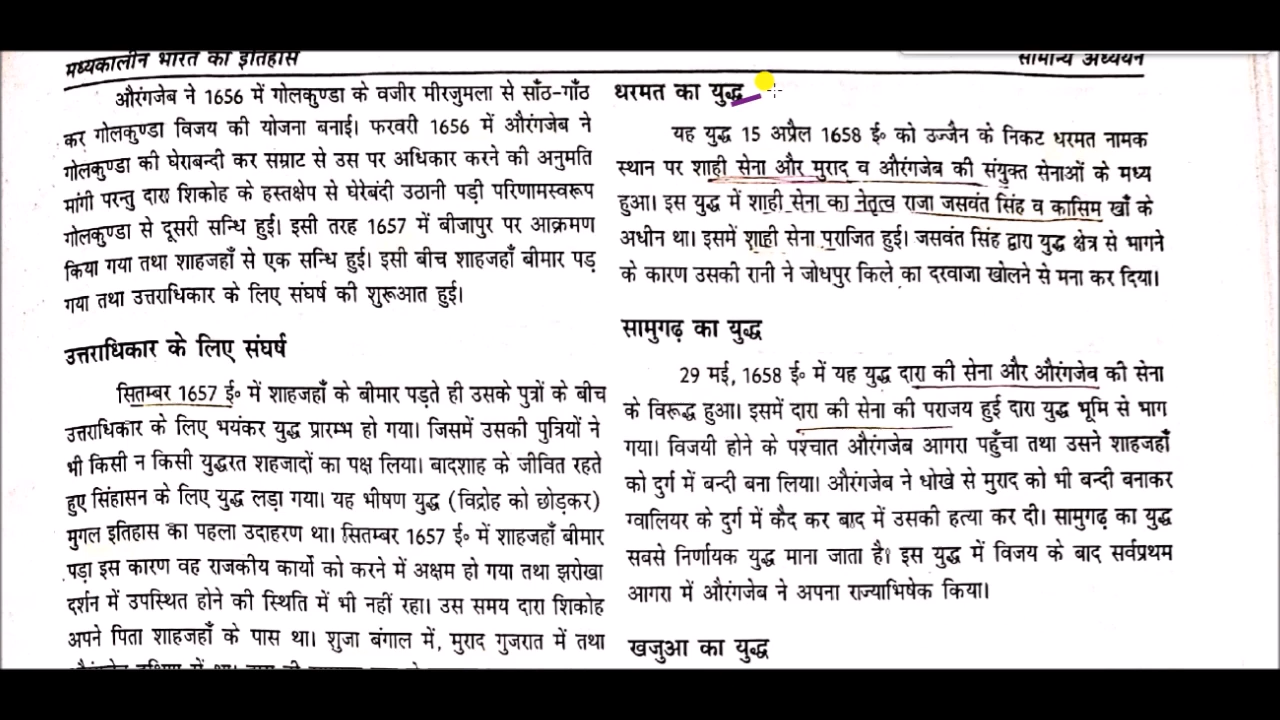 मध्यकालीन भारत का इतिहास
सामान्य अध्ययन
औरंगजेब ने 1656 में गोलकुण्डा के वजीर मीरजुमला से साँठ-गाँठ
कर गोलकुण्डा विजय की योजना बनाई। फरवरी 1656 में औरंगजेब ने
गोलकुण्डा की घेराबन्दी कर सम्राट से उस पर अधिकार करने की अनुमति
मांगी परन्तु दारा शिकोह के हस्तक्षेप से घेरेबंदी उठानी पड़ी परिणामस्वरूप
गोलकुण्डा से दूसरी सन्धि हुई। इसी तरह 1657 में बीजापुर पर आक्रमण
किया गया तथा शाहजहाँ से एक सन्धि हुई। इसी बीच शाहजहाँ बीमार पड़
गया तथा उत्तराधिकार के लिए संघर्ष की शुरूआत हुई।
उत्तराधिकार के लिए संघर्ष
सितम्बर 1657 ई॰ में शाहजहाँ के बीमार पड़ते ही उसके पुत्रों के बीच
उत्तराधिकार के लिए भयंकर युद्ध प्रारम्भ हो गया। जिसमें उसकी पुत्रियों ने
भी किसी न किसी युद्धरत शहजादों का पक्ष लिया। बादशाह के जीवित रहते
हुए सिंहासन के लिए युद्ध लड़ा गया। यह भीषण युद्ध (विद्रोह को छोड़कर)
मुगल इतिहास का पहला उदाहरण था। सितम्बर 1657 ई॰ में शाहजहाँ बीमार
पड़ा इस कारण वह राजकीय कार्यो को करने में अक्षम हो गया तथा झरोखा
दर्शन में उपस्थित होने की स्थिति में भी नहीं रहा। उस समय दारा शिकोह
अपने पिता शाहजहाँ के पास था। शुजा बंगाल में, मुराद गुजरात में तथा
धरमत का युद्ध
यह युद्ध 15 अप्रैल 1658 ई॰ को उज्जैन के निकट धरमत नामक
स्थान पर शाही सेना और मुराद व औरंगजेब की संयुक्त सेनाओं के मध्य
हुआ। इस युद्ध में शाही सेना का नेतृत्व राजा जसवंत सिंह व कासिम खाँ के
अधीन था। इसमें शाही सेना पराजित हुई। जसवंत सिंह द्वारा युद्ध क्षेत्र से भागने
के कारण उसकी रानी ने जोधपुर किले का दरवाजा खोलने से मना कर दिया।
सामुगढ़ का युद्ध
29 मई, 1658 ई॰ में यह युद्ध दारा की सेना और औरंगजेब की सेना
के विरूद्ध हुआ। इसमें दारा की सेना की पराजय हुई दारा युद्ध भूमि से भाग
गया। विजयी होने के पश्चात औरंगजेब आगरा पहुँचा तथा उसने शाहजहाँ
को दुर्ग में बन्दी बना लिया। औरंगजेब ने धोखे से मुराद को भी बन्दी बनाकर
ग्वालियर के दुर्ग में कैद कर बाद में उसकी हत्या कर दी। सामुगढ़ का युद्ध
सबसे निर्णायक युद्ध माना जाता है। इस युद्ध में विजय के बाद सर्वप्रथम
आगरा में औरंगजेब ने अपना राज्याभिषेक किया।
खजुआ का युद्ध